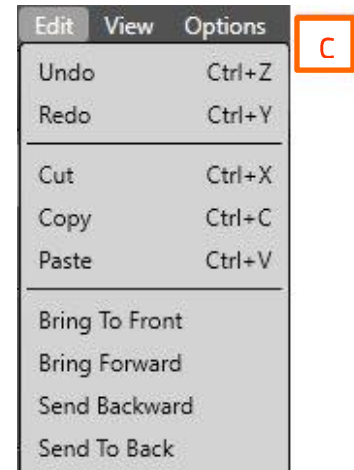 Edit View Options
C
Undo Ctrl+Z
Redo Ctrl+Y
Cut Ctrl+X
Copy Ctrl+C
Paste Ctrl+V
Bring To Front
Bring Forward
Send Backward
Send To Back